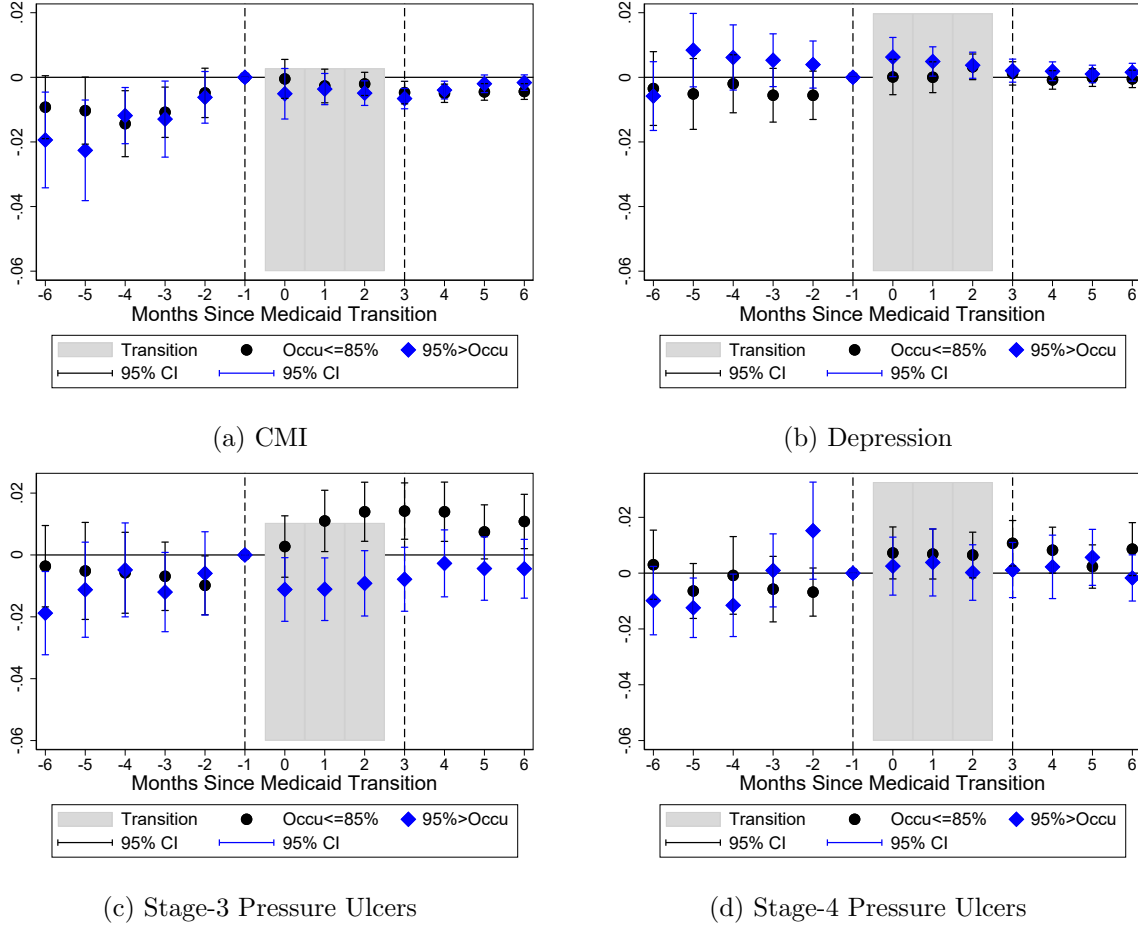 .02
0
-.02
-.04
-.06
-6 -5 -4 -3 -2 -1 0 1 2 3 4 5 6
Months Since Medicaid Transition
Transition Occu<=85% 95%>Occu
95% CI 95% CI
(a) CMI
.02
0
-.02
-.04
-.06
-6 -5 -4 -3 -2 -1 0 1 2 3 4 5 6
Months Since Medicaid Transition
Transition Occu<=85% 95%>Occu
95% CI 95% CI
(b) Depression
.02
0
-.02
-.04
-.06
-6 -5 -4 -3 -2 -1 0 1 2 3 4 5 6
Months Since Medicaid Transition
Transition Occu<=85% 95%>Occu
95% CI 95% CI
(c) Stage-3 Pressure Ulcers
.02
0
-.02
-.04
-.06
-6 -5 -4 -3 -2 -1 0 1 2 3 4 5 6
Months Since Medicaid Transition
Transition Occu<=85% 95%>Occu
95% CI 95% CI
(d) Stage-4 Pressure Ulcers